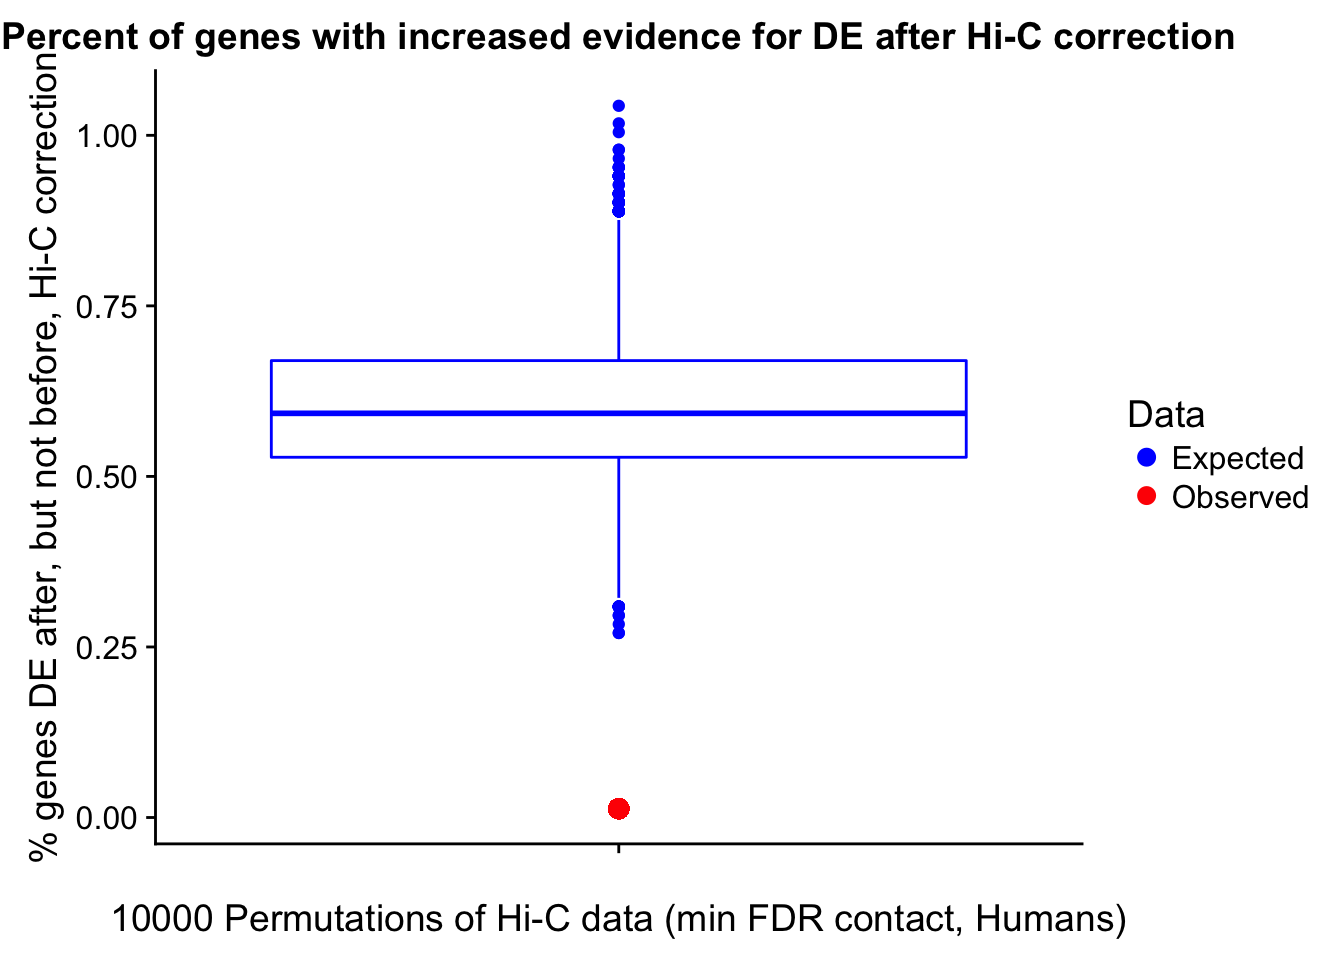 Percent of genes with increased evidence for DE after Hi-C correction
% genes DE after, but not before, Hi-C correction
1.00
0.75
0.50
0.25
0.00
10000 Permutations of Hi-C data (min FDR contact, Humans)
Data
Expected
Observed